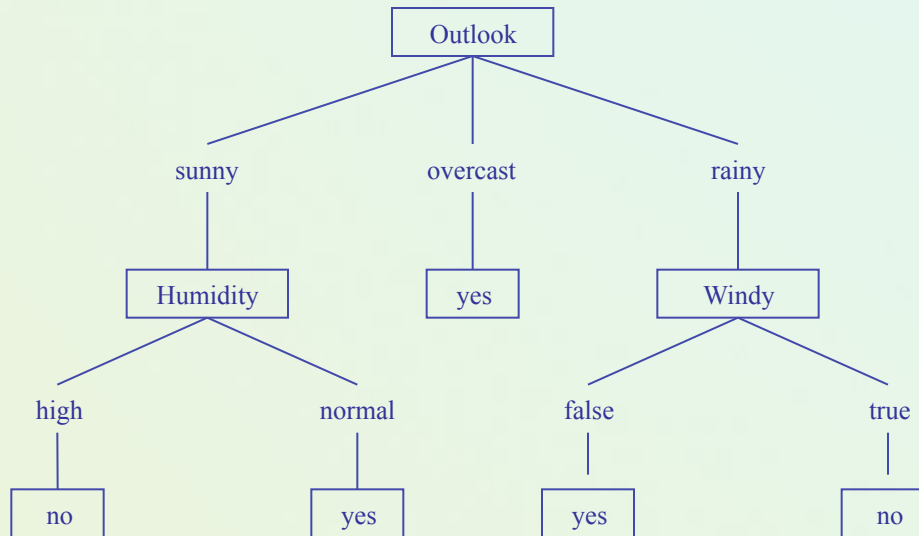 Outlook
sunny overcast rainy
Humidity yes Windy
high normal false true
no yes yes no